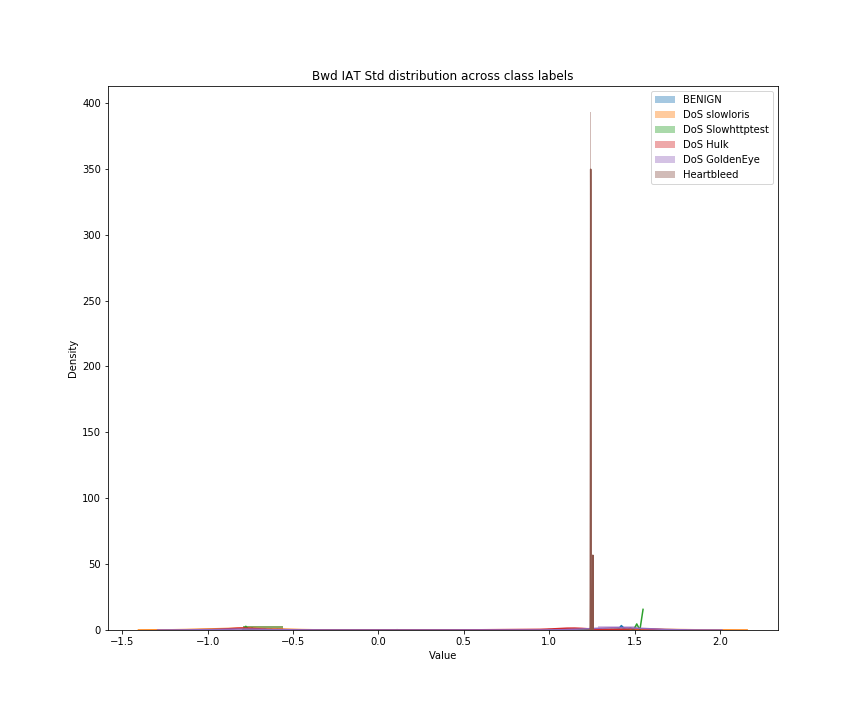 Bwd IAT Std distribution across class labels
BENIGN
DoS slowloris
DoS Slowhttptest
DoS Hulk
DoS GoldenEye
Heartbleed
400
350
300
250
200
150
100
50
0
Density
−1.5 −1.0 −0.5 0.0 0.5 1.0 1.5 2.0
Value